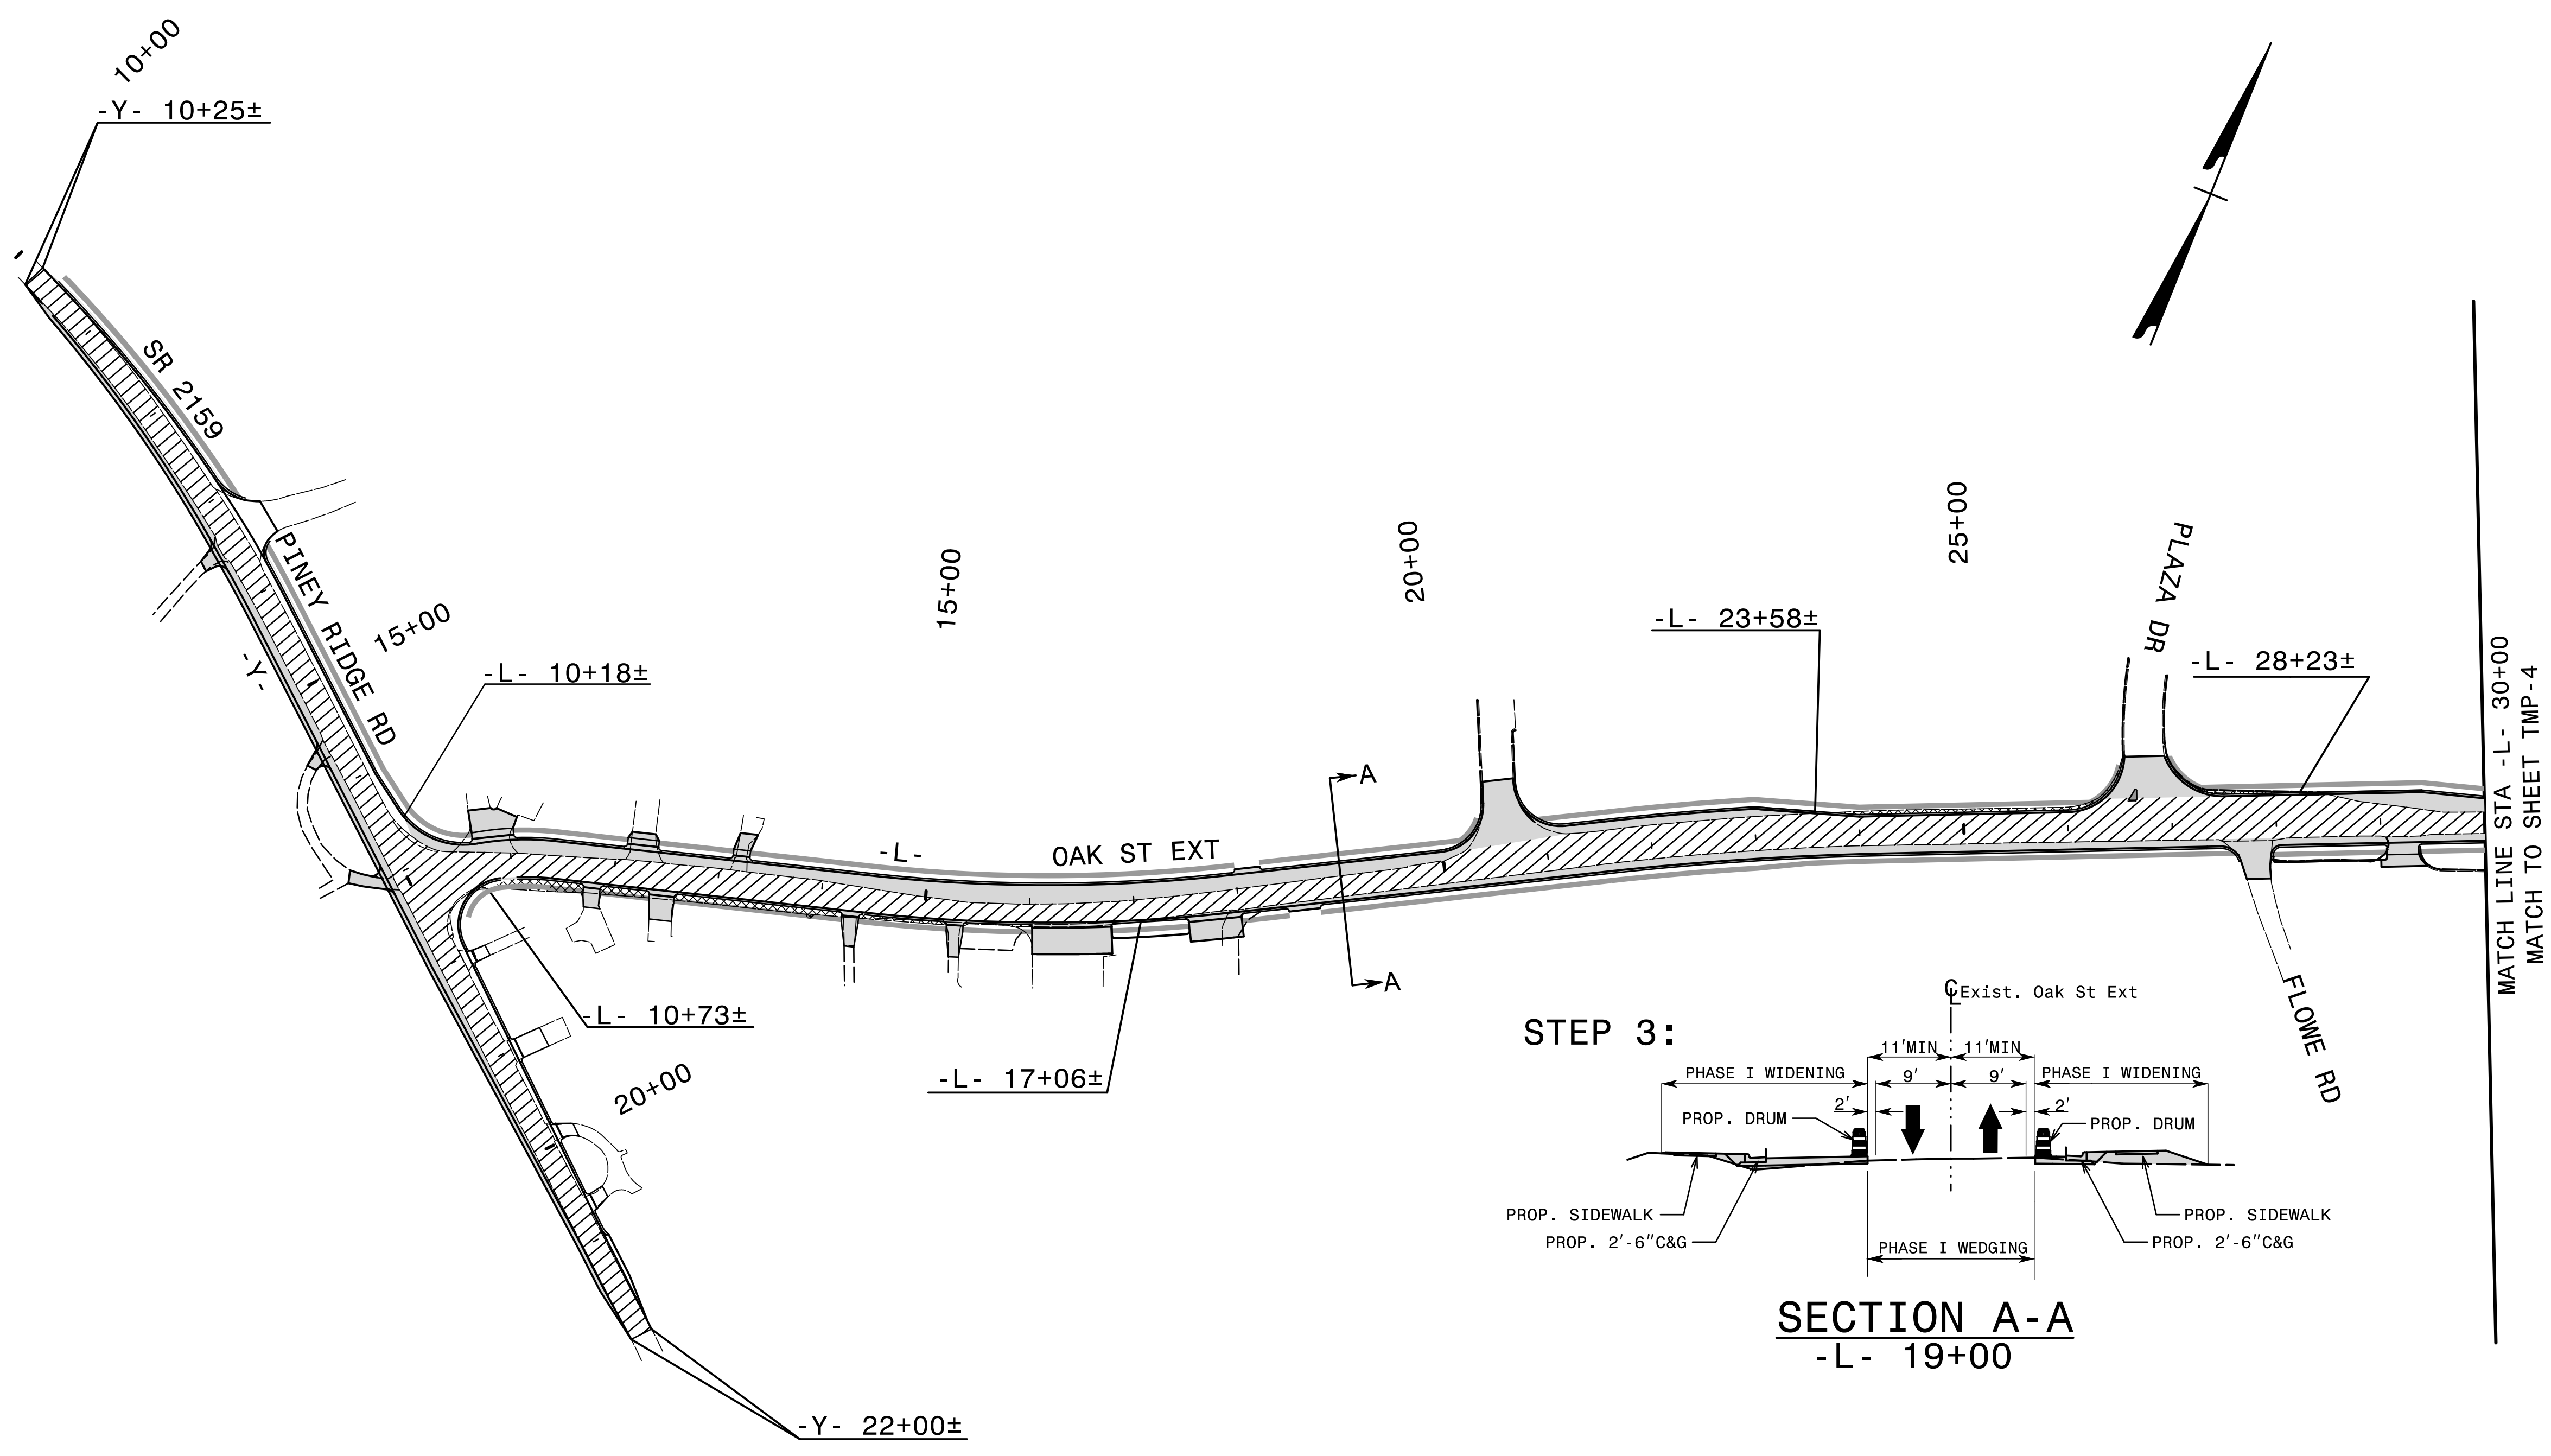 10+00
-Y- 10+25±
SR 2159
PINEY RIDGE RD
-Y-
15+00
-L- 10+18±
15+00
20+00
25+00
-L- 23+58±
PLAZA DR
-L- 28+23±
-L-
OAK ST EXT
A
A
-L- 10+73±
-L- 17+06±
20+00
-Y- 22+00±
FLOWE RD
MATCH LINE STA -L- 30+00
MATCH TO SHEET TMP-4
STEP 3:
CL Exist. Oak St Ext
11'MIN 11'MIN
PHASE I WIDENING 9' 9' PHASE I WIDENING
2' 2'
PROP. DRUM PROP. DRUM
PROP. SIDEWALK PROP. SIDEWALK
PROP. 2'-6"C&G PROP. 2'-6"C&G
PHASE I WEDGING
SECTION A-A
-L- 19+00